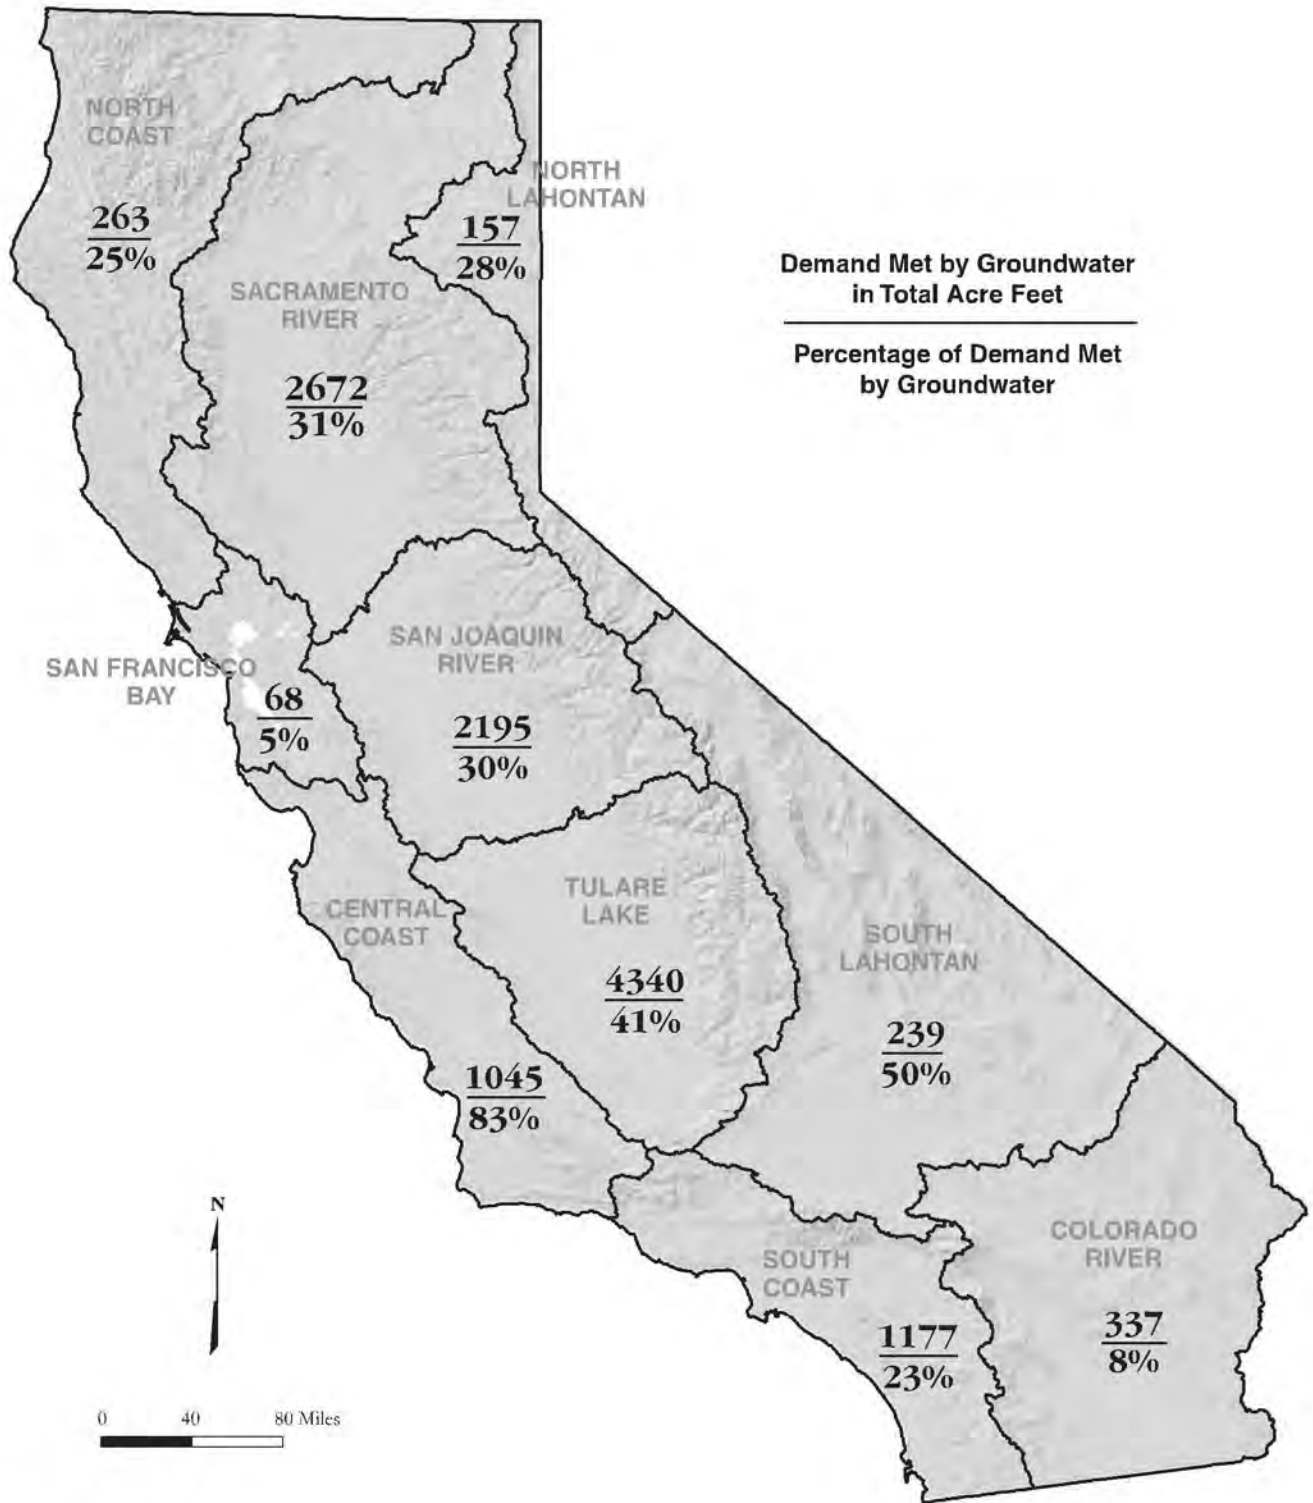 NORTH
COAST
263
25%
NORTH
LAHONTAN
157
28%
SACRAMENTO
RIVER
2672
31%
Demand Met by Groundwater
in Total Acre Feet
Percentage of Demand Met
by Groundwater
SAN FRANCISCO
BAY
68
5%
SAN JOAQUIN
RIVER
2195
30%
CENTRAL
COAST
1045
83%
TULARE
LAKE
4340
41%
SOUTH
LAHONTAN
239
50%
SOUTH
COAST
1177
23%
COLORADO
RIVER
337
8%
N
0 40 80 Miles